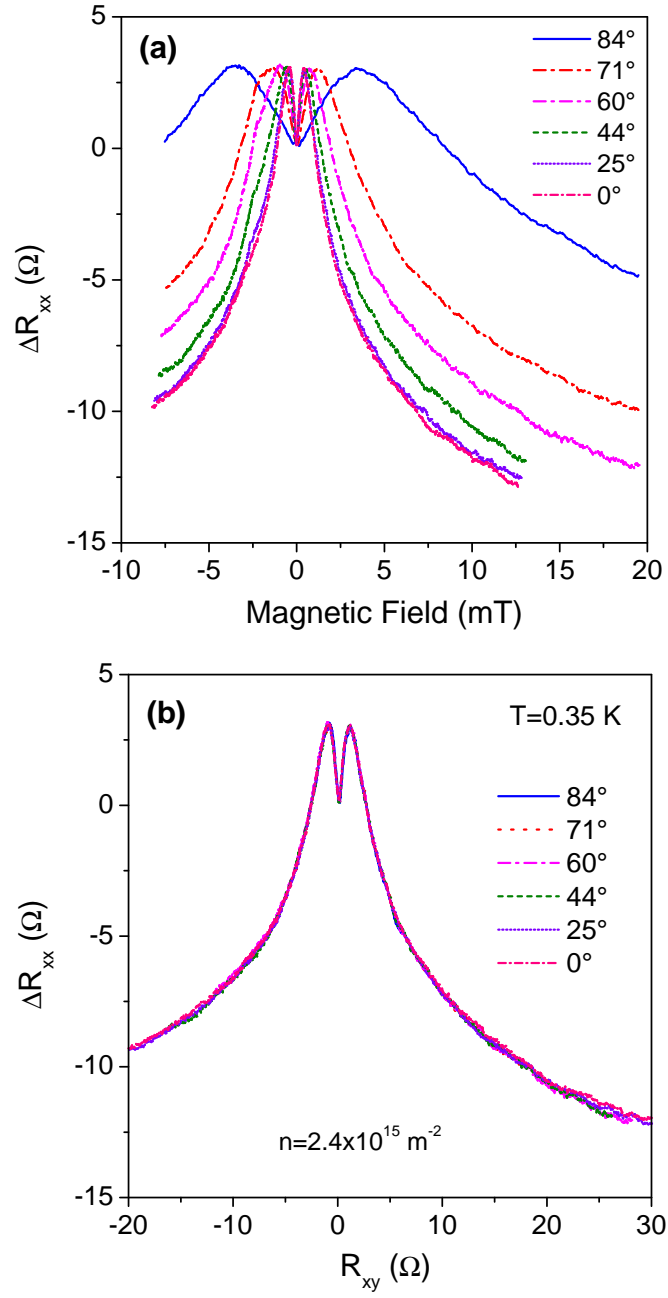 (a)
84°
71°
60°
44°
25°
0°
5
0
-5
-10
-15
ΔR_xx (Ω)
-10 -5 0 5 10 15 20
Magnetic Field (mT)
(b)
T=0.35 K
84°
71°
60°
44°
25°
0°
5
0
-5
-10
-15
ΔR_xx (Ω)
n=2.4x10^15 m^-2
-20 -10 0 10 20 30
R_xy (Ω)